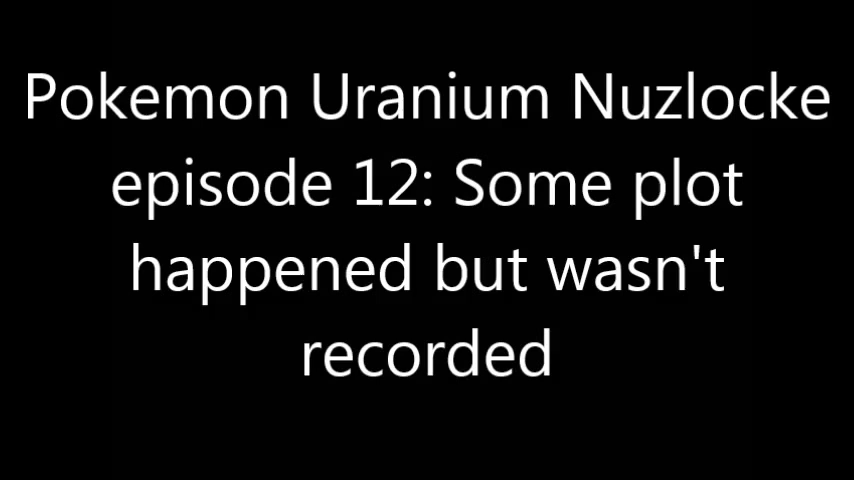 Pokemon Uranium Nuzlocke
episode 12: Some plot
happened but wasn't
recorded